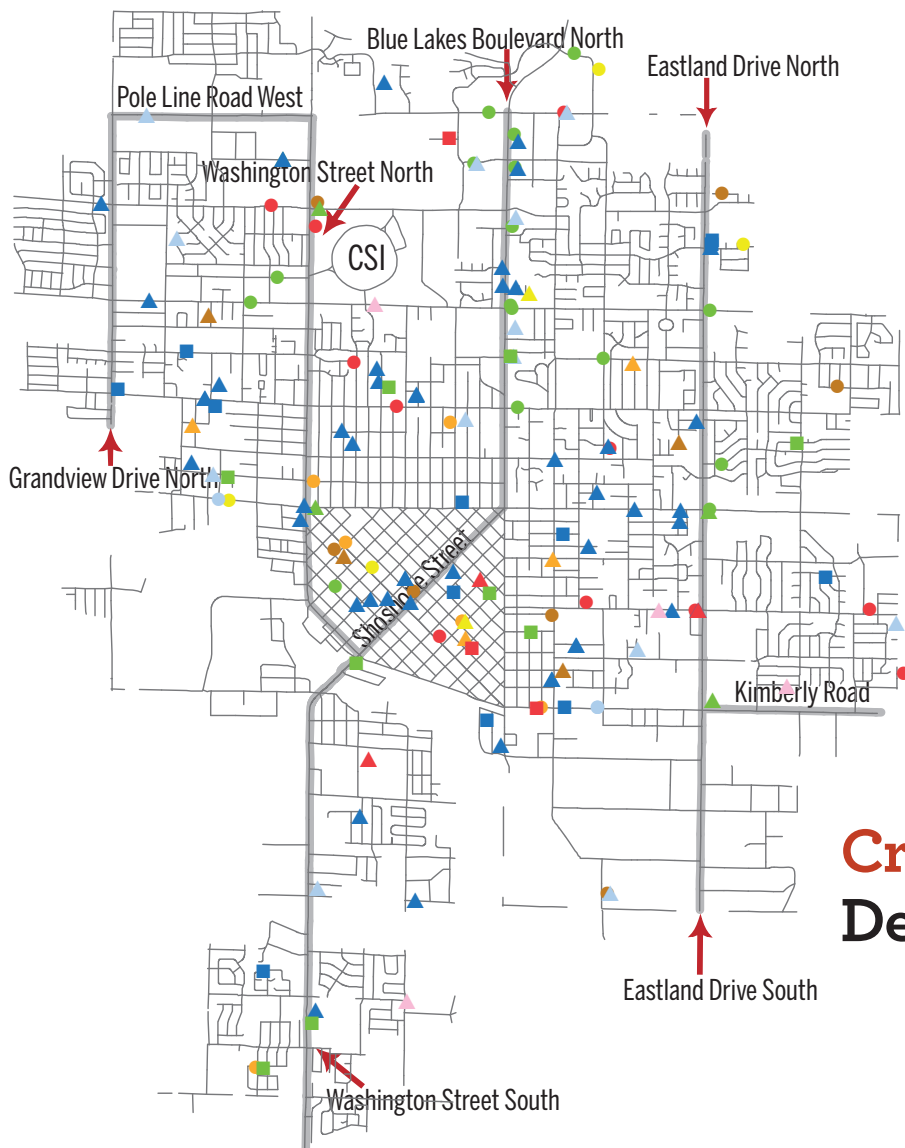 Blue Lakes Boulevard North
Eastland Drive North
Pole Line Road West
Washington Street North
CSI
Grandview Drive North
Shoshone Street
Kimberly Road
Cr
De
Eastland Drive South
Washington Street South